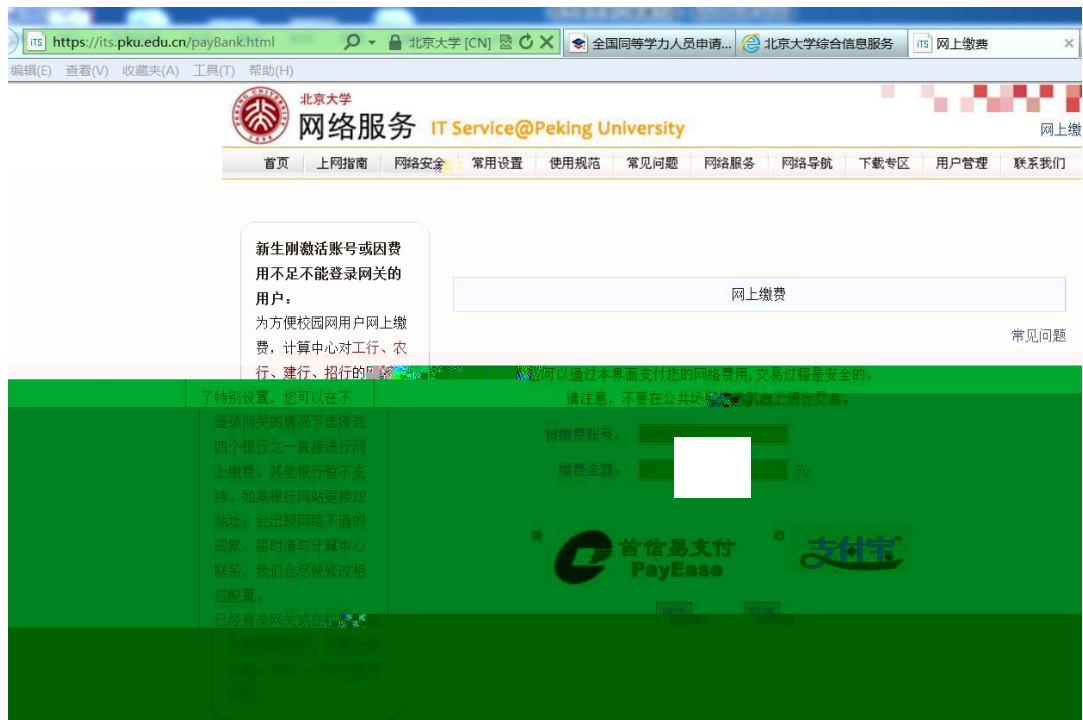 https://its.pku.edu.cn/payBank.html
北京大学 [CN]
全国同等学力人员申请...
北京大学综合信息服务
网上缴费
编辑(E) 查看(V) 收藏夹(A) 工具(T) 帮助(H)
北京大学
网络服务 IT Service@Peking University
网上缴
首页 上网指南 网络安全 常用设置 使用规范 常见问题 网络服务 网络导航 下载专区 用户管理 联系我们
新生刚激活账号或因费
用不足不能登录网关的
用户：
为方便校园网用户网上缴
费，计算中心对工行、农
行、建行、招行的
了特别设置，您可以在不
登录网关的情况下选择这
四个银行之一直接进行网
上缴费。其他银行暂不支
持。如果银行网站更换IP
地址，会出现网络不通的
现象。届时请与计算中心
联系，我们会尽快修改相
应配置。
已经登录网关或在
网上缴费
常见问题
可以通过本界面支付您的网络费用,交易过程是安全的。
请注意，不要在公共场
机器上进行交易。
被缴费账号：
缴费金额：
元
首信易支付
PayEase
支付宝